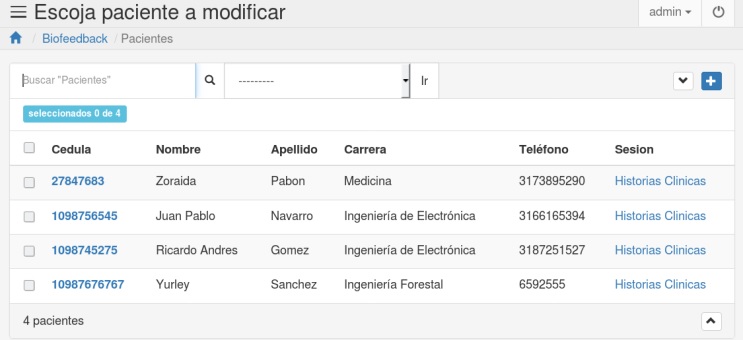 Escoja paciente a modificar
admin
/ Biofeedback / Pacientes
Buscar "Pacientes"
---------
Ir
seleccionados 0 de 4
Cedula Nombre Apellido Carrera Teléfono Sesion
27847683 Zoraida Pabon Medicina 3173895290 Historias Clinicas
1098756545 Juan Pablo Navarro Ingeniería de Electrónica 3166165394 Historias Clinicas
1098745275 Ricardo Andres Gomez Ingeniería de Electrónica 3187251527 Historias Clinicas
10987676767 Yurley Sanchez Ingeniería Forestal 6592555 Historias Clinicas
4 pacientes